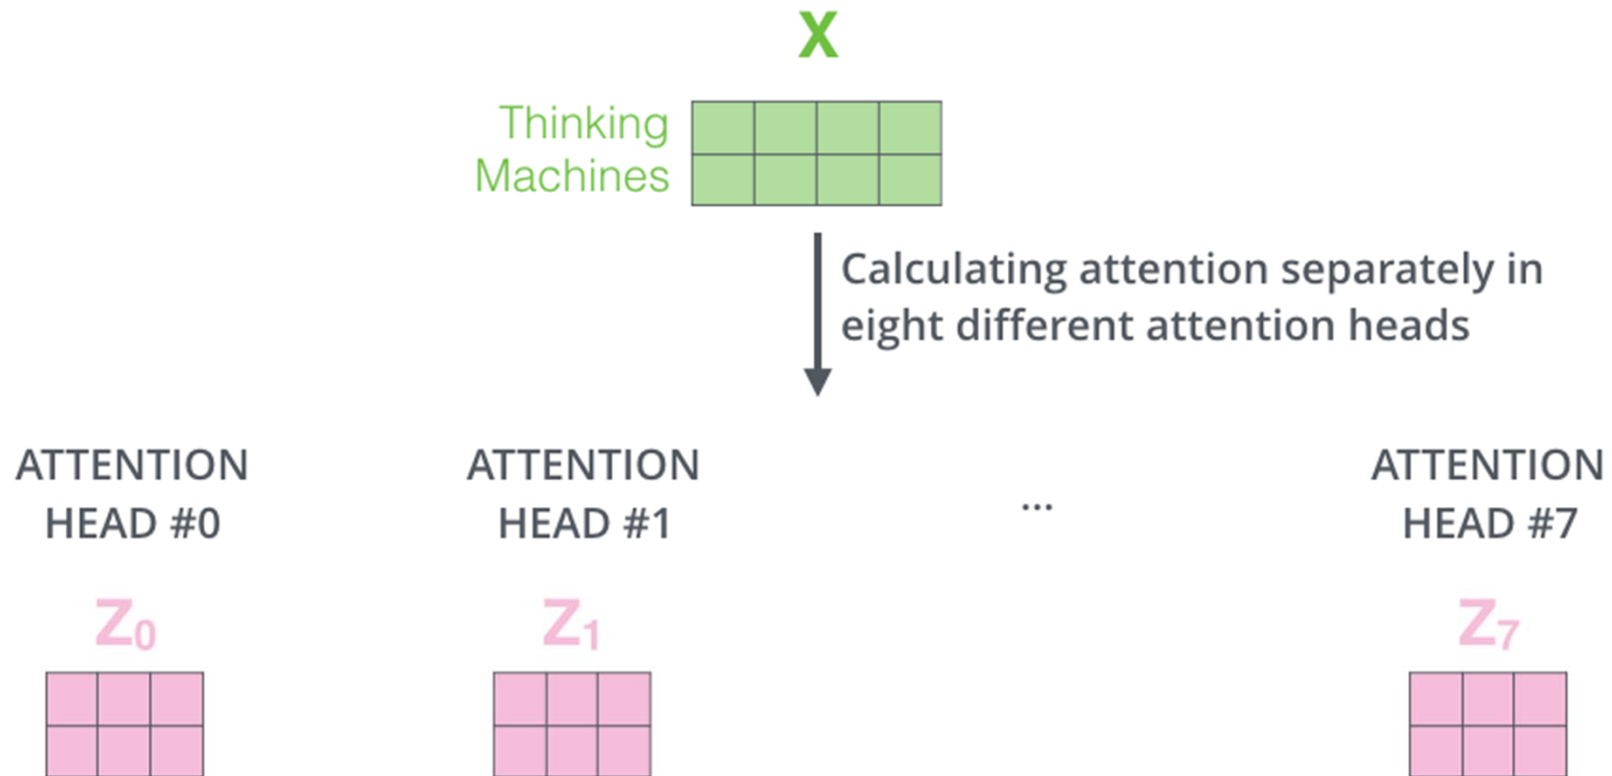 X
Thinking
Machines
Calculating attention separately in
eight different attention heads
ATTENTION
HEAD #0
ATTENTION
HEAD #1
...
ATTENTION
HEAD #7
Z0
Z1
Z7